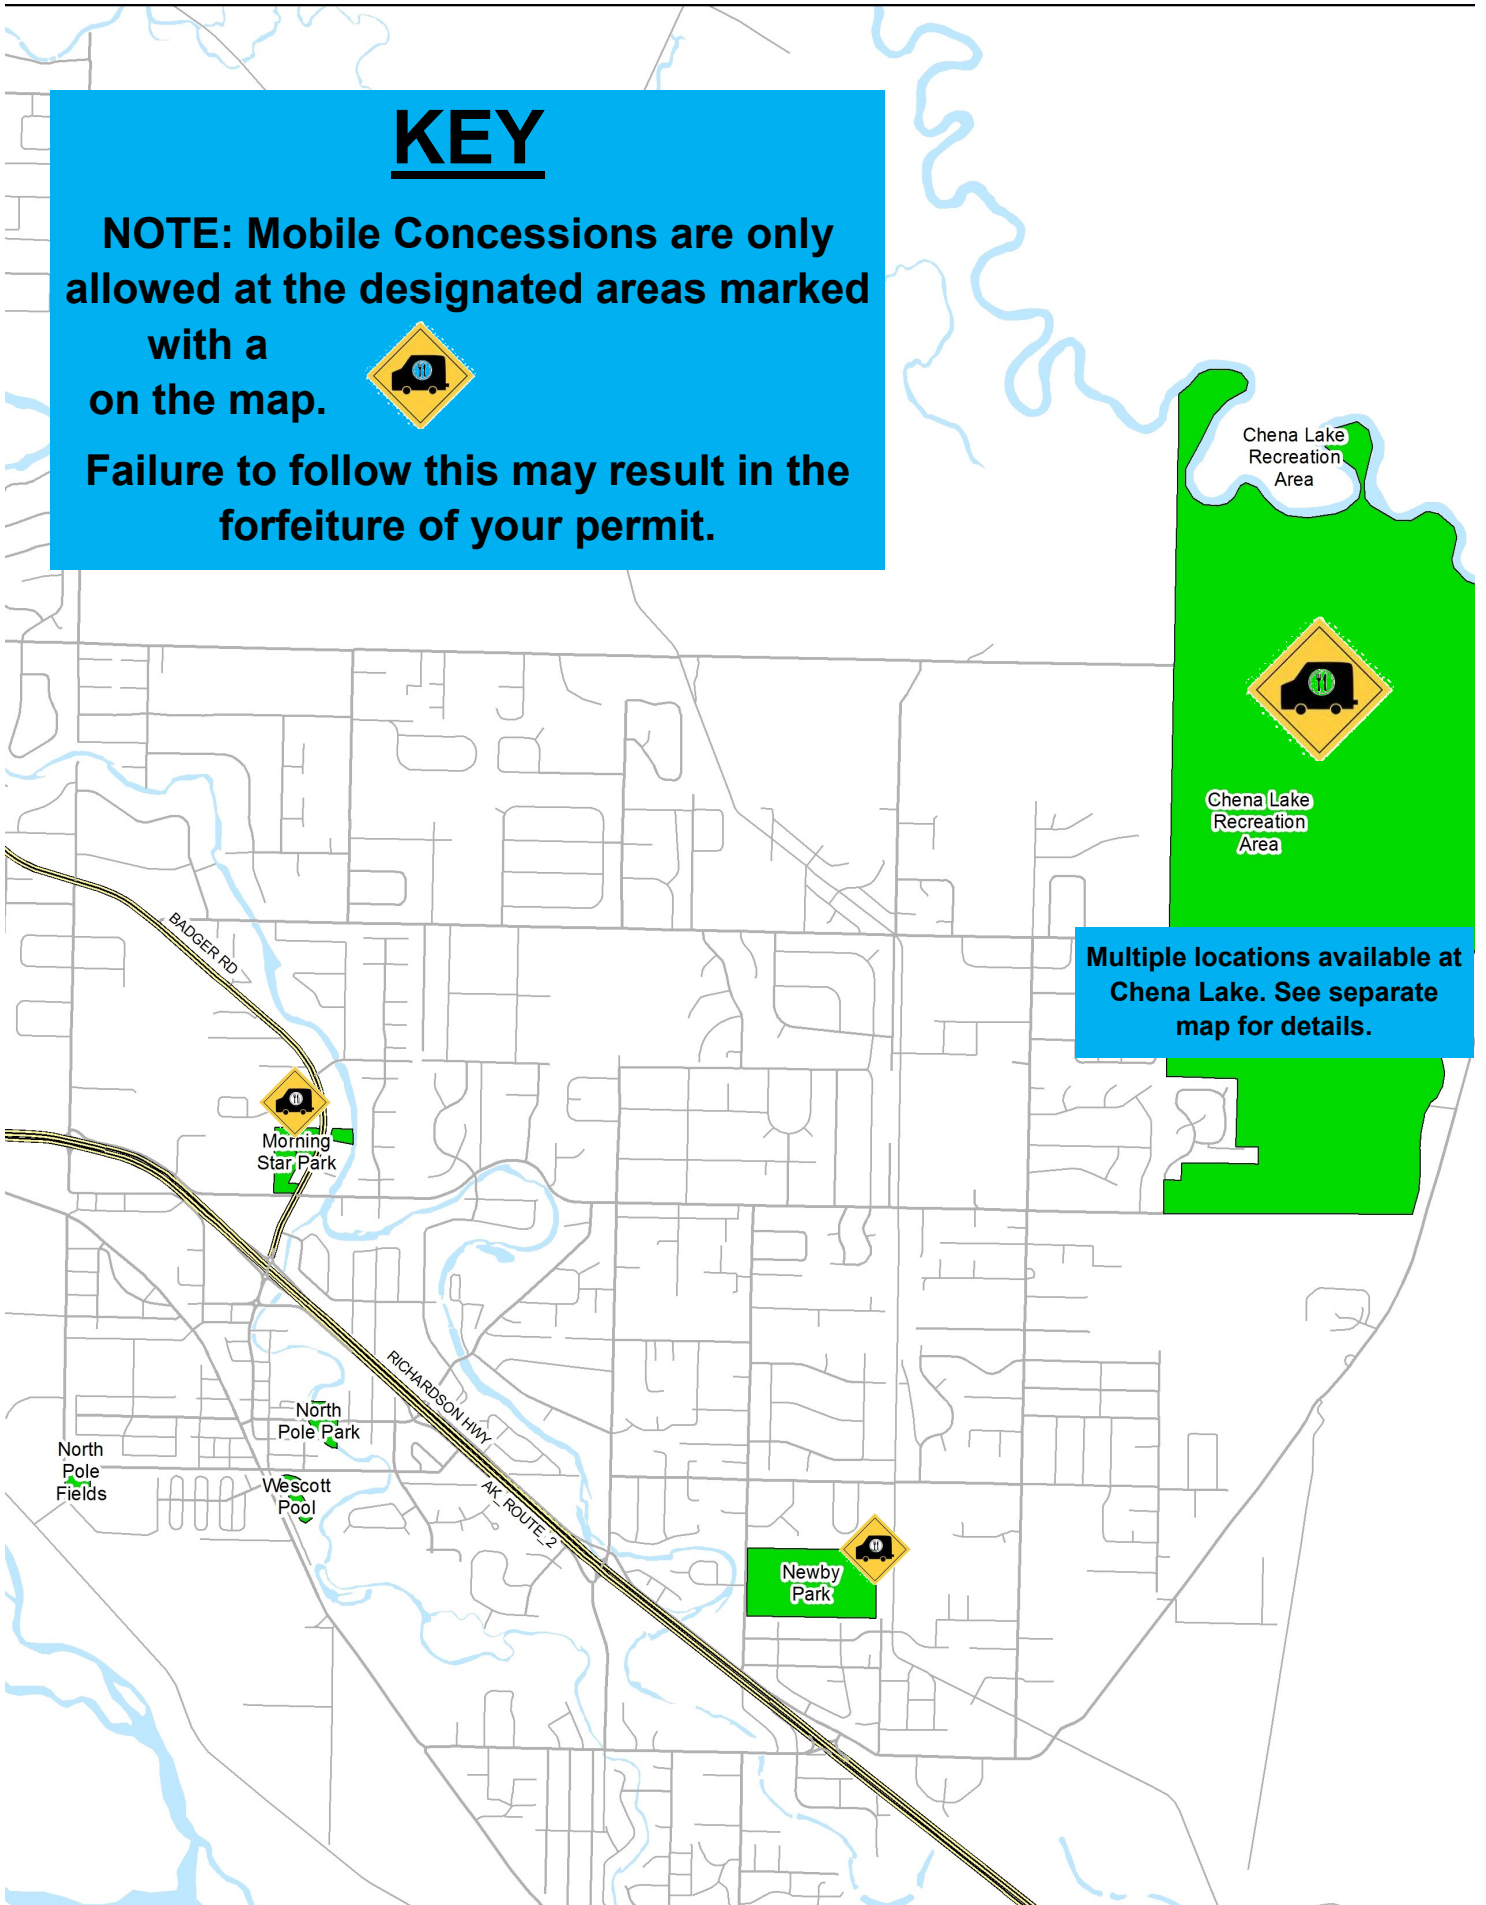 KEY
NOTE: Mobile Concessions are only
allowed at the designated areas marked
with a
on the map.
Failure to follow this may result in the
forfeiture of your permit.
Chena Lake
Recreation
Area
Chena Lake
Recreation
Area
Multiple locations available at
Chena Lake. See separate
map for details.
BADGER RD
Morning
Star Park
RICHARDSON HWY
AK_ROUTE_2
North
Pole Park
North
Pole
Fields
Wescott
Pool
Newby
Park